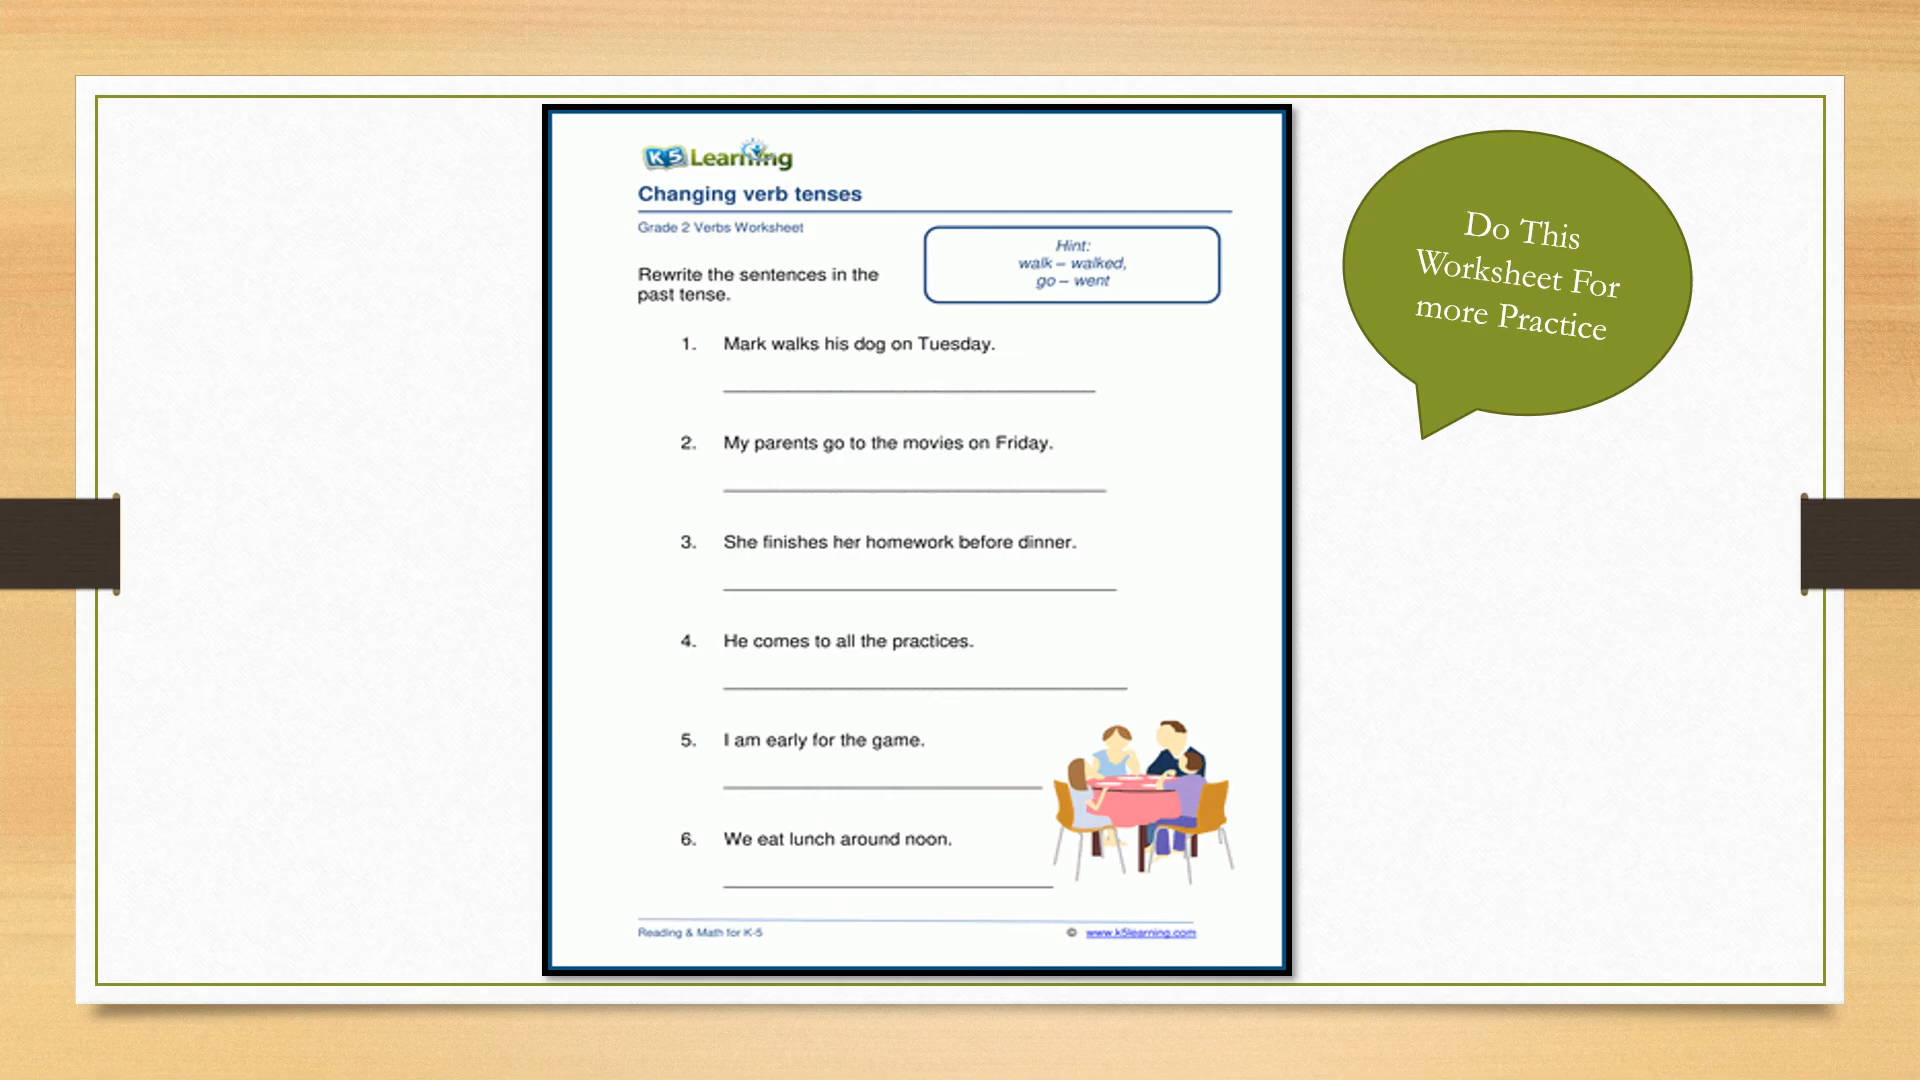 K5 Learning
Changing verb tenses
Grade 2 Verbs Worksheet
Hint:
walk – walked,
go – went
Rewrite the sentences in the
past tense.
1. Mark walks his dog on Tuesday.
2. My parents go to the movies on Friday.
3. She finishes her homework before dinner.
4. He comes to all the practices.
5. I am early for the game.
6. We eat lunch around noon.
Reading & Math for K-5
© www.k5learning.com
Do This
Worksheet For
more Practice